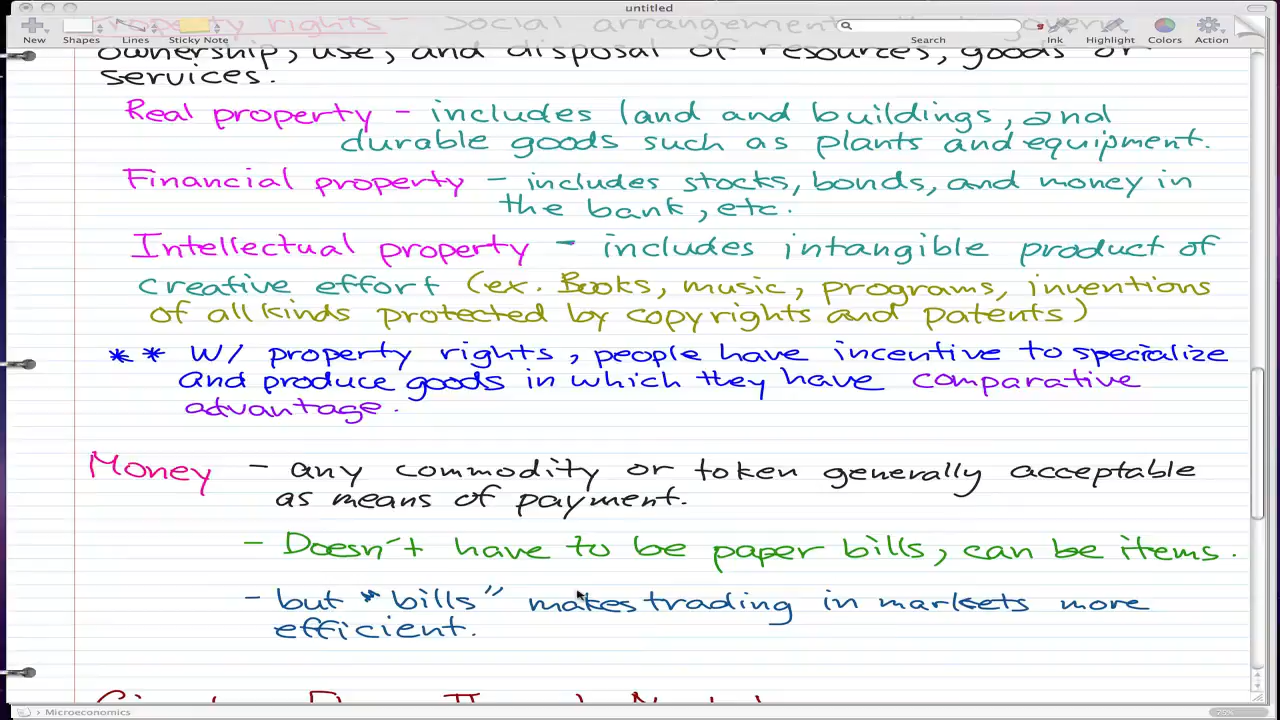 untitled
Property rights - Social arrangements
New Shapes Lines Sticky Note Search Ink Highlight Colors Action
ownership, use, and disposal of resources, goods or
services.
Real property - includes land and buildings, and
durable goods such as plants and equipment.
Financial property - includes stocks, bonds, and money in
the bank, etc.
Intellectual property - includes intangible product of
creative effort (ex. Books, music, programs, inventions
of all kinds protected by copyrights and patents)
** W/ property rights, people have incentive to specialize
and produce goods in which they have comparative
advantage.
Money - any commodity or token generally acceptable
as means of payment.
- Doesn't have to be paper bills, can be items.
- but "bills" makes trading in markets more
efficient.
Microeconomics